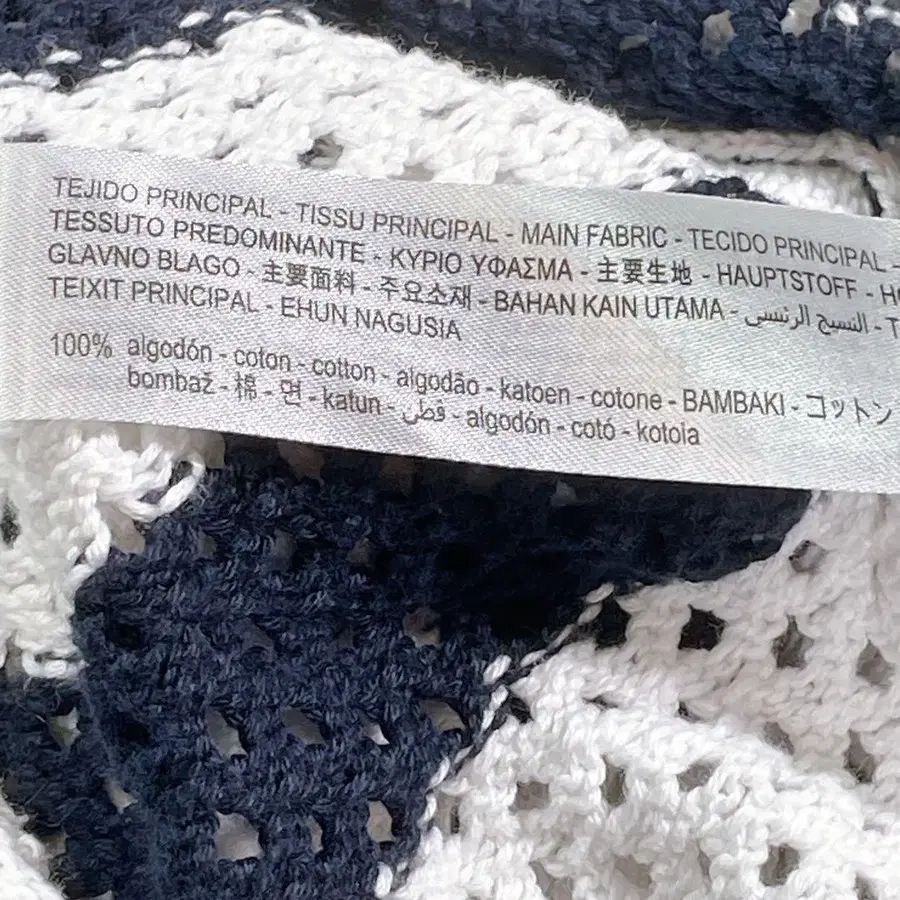 TEJIDO PRINCIPAL - TISSU PRINCIPAL - MAIN FABRIC - TECIDO PRINCIPAL -
TESSUTO PREDOMINANTE - ΚΥΡΙΟ ΥΦΑΣΜΑ - 主要生地 - HAUPTSTOFF -
GLAVNO BLAGO - 主要面料 - 주요소재 - BAHAN KAIN UTAMA - النسيج الرئيسي -
TEIXIT PRINCIPAL - EHUN NAGUSIA
100% algodón - coton - cotton - algodão - katoen - cotone - BAMBAKI - コットン
bombaž - 棉 - 면 - katun - قطن - algodón - cotó - kotoia